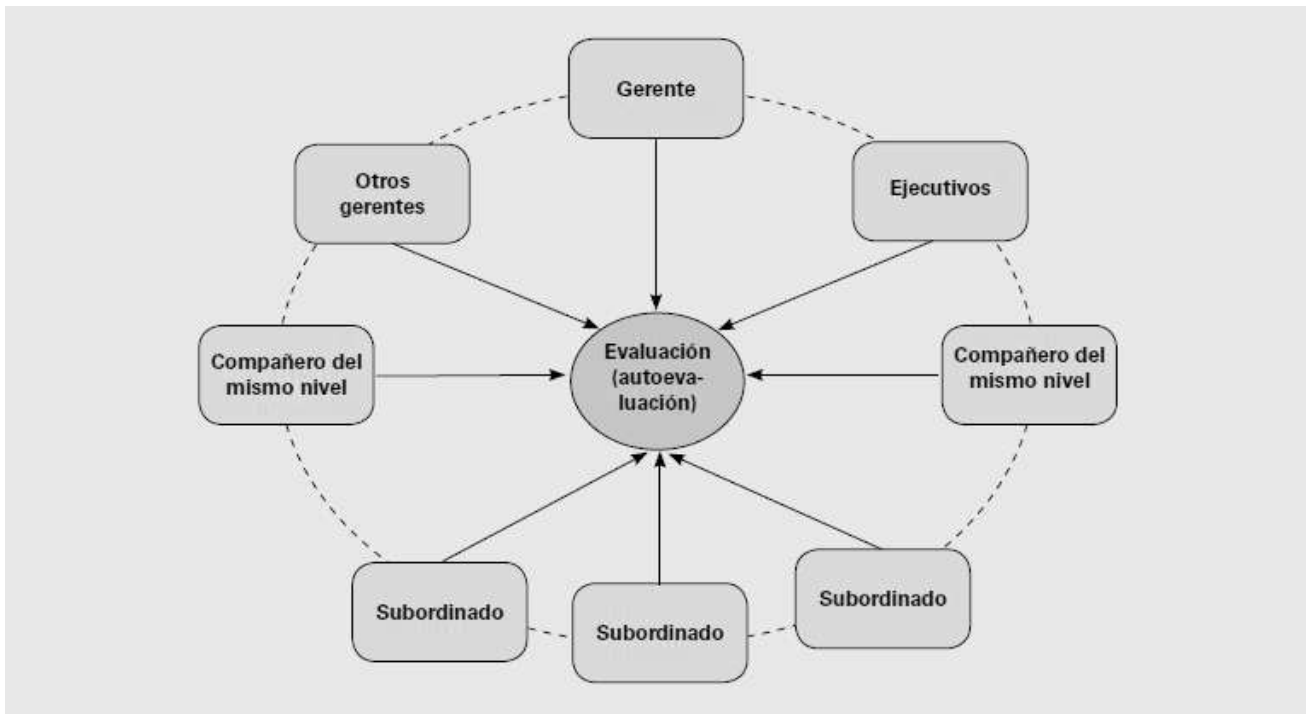 Gerente
Otros
gerentes
Ejecutivos
Compañero del
mismo nivel
Evaluación
(autoeva-
luación)
Compañero del
mismo nivel
Subordinado
Subordinado
Subordinado